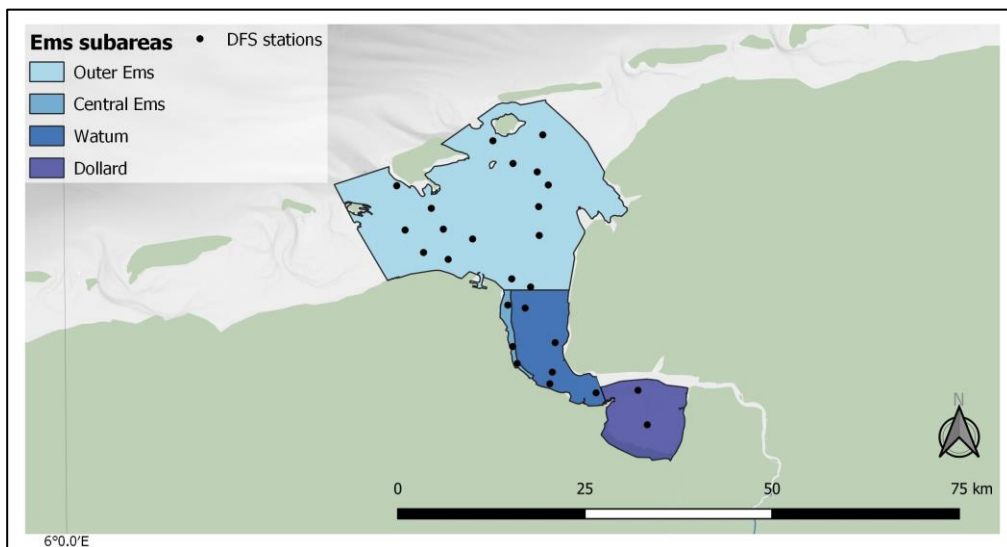 Ems subareas
DFS stations
Outer Ems
Central Ems
Watum
Dollard
N
0
25
50
75 km
6°0.0'E